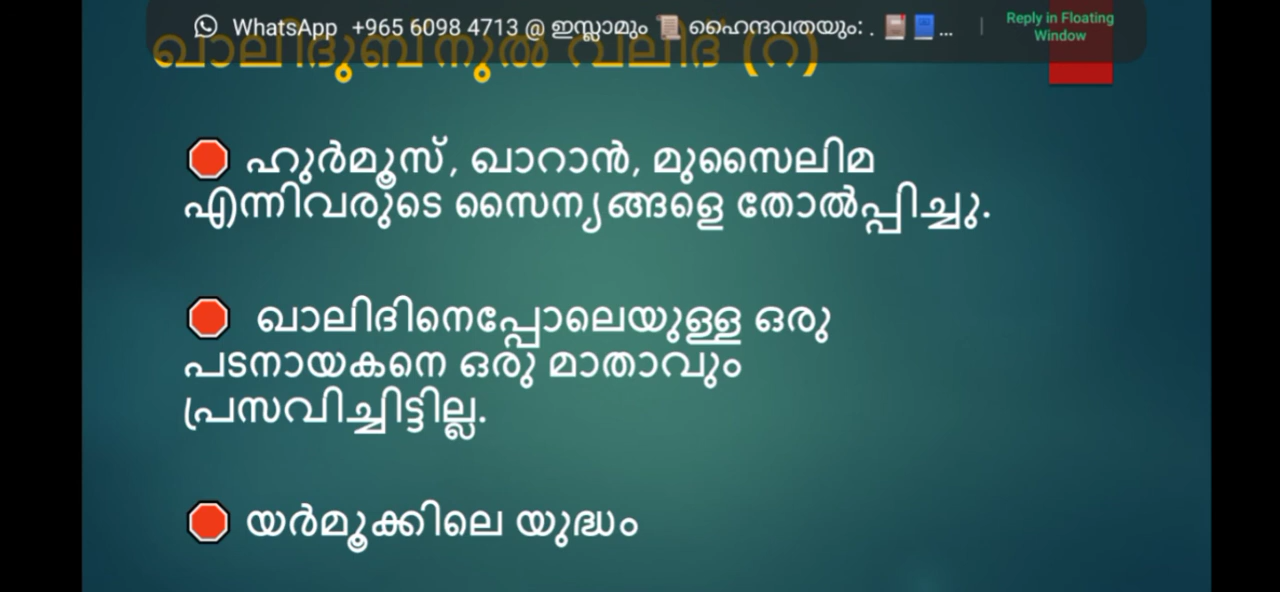 WhatsApp +965 6098 4713 @ ഇസ്ലാമും 📜 ഹൈന്ദവതയും: . 📕📘...
Reply in Floating
Window
ഖാലിദുബ്നുൽ വലീദ് (റ)
🛑 ഹുർമൂസ്, ഖാറാൻ, മുസൈലിമ
എന്നിവരുടെ സൈന്യങ്ങളെ തോൽപ്പിച്ചു.
🛑 ഖാലിദിനെപ്പോലെയുള്ള ഒരു
പടനായകനെ ഒരു മാതാവും
പ്രസവിച്ചിട്ടില്ല.
🛑 യർമൂക്കിലെ യുദ്ധം